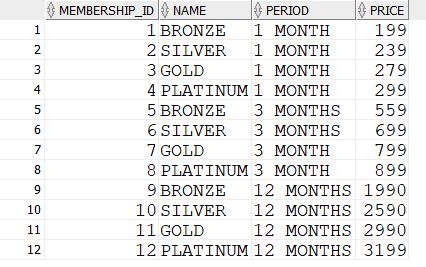 MEMBERSHIP_ID NAME PERIOD PRICE
1 1 BRONZE 1 MONTH 199
2 2 SILVER 1 MONTH 239
3 3 GOLD 1 MONTH 279
4 4 PLATINUM 1 MONTH 299
5 5 BRONZE 3 MONTHS 559
6 6 SILVER 3 MONTHS 699
7 7 GOLD 3 MONTH 799
8 8 PLATINUM 3 MONTH 899
9 9 BRONZE 12 MONTHS 1990
10 10 SILVER 12 MONTHS 2590
11 11 GOLD 12 MONTHS 2990
12 12 PLATINUM 12 MONTHS 3199